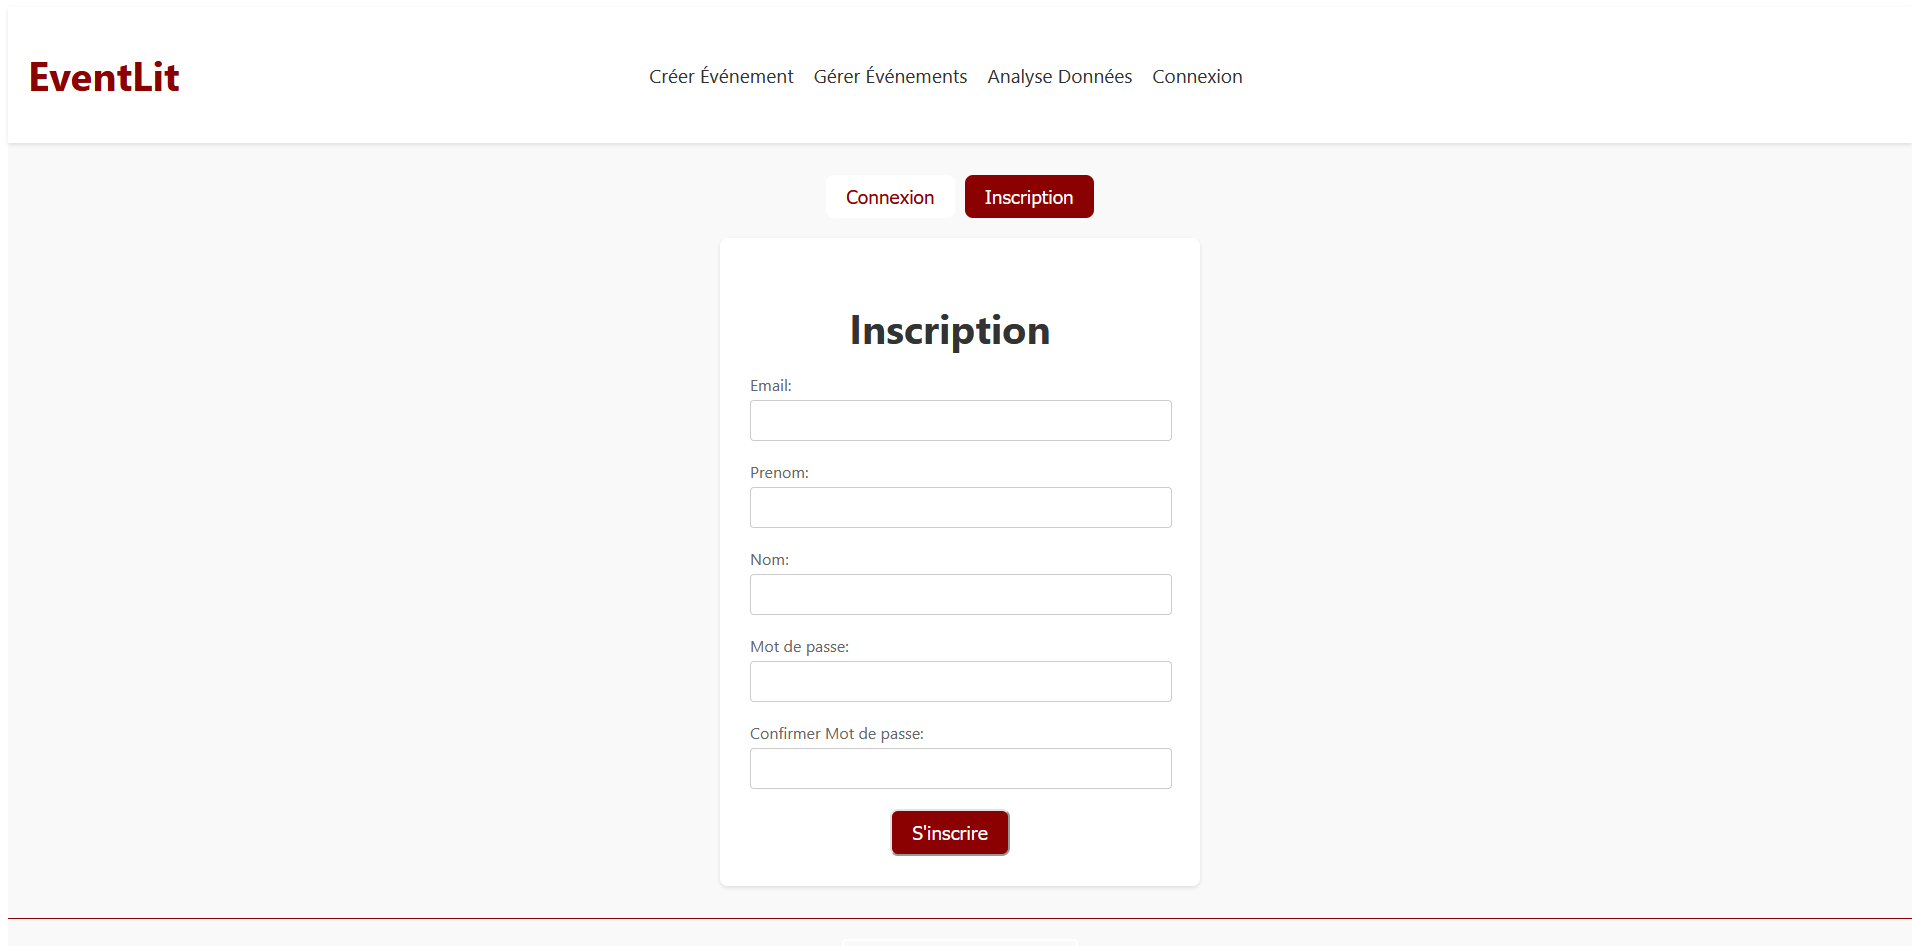 EventLit
Créer Événement Gérer Événements Analyse Données Connexion
Connexion Inscription
Inscription
Email:
Prenom:
Nom:
Mot de passe:
Confirmer Mot de passe:
S'inscrire